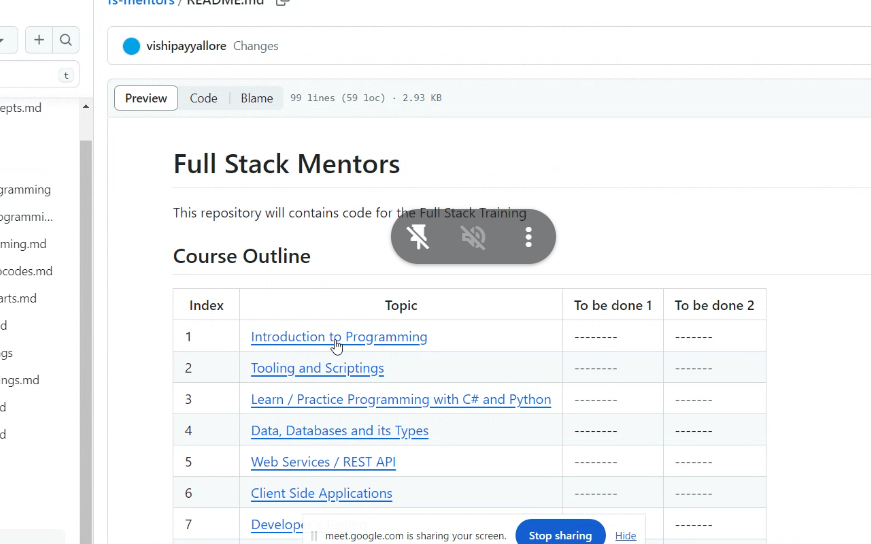 fs-mentors / README.md
t
vishipayyallore Changes
epts.md
Preview Code Blame 99 lines (59 loc) · 2.93 KB
Full Stack Mentors
gramming
This repository will contains code for the Full Stack Training
ogrammi...
ming.md
Course Outline
ocodes.md
arts.md
Index Topic To be done 1 To be done 2
d
1 Introduction to Programming -------- -------
gs
2 Tooling and Scriptings -------- -------
ngs.md
3 Learn / Practice Programming with C# and Python -------- -------
d
4 Data, Databases and its Types -------- -------
d
5 Web Services / REST API -------- -------
6 Client Side Applications -------- -------
7 Develope -------
meet.google.com is sharing your screen. Stop sharing Hide